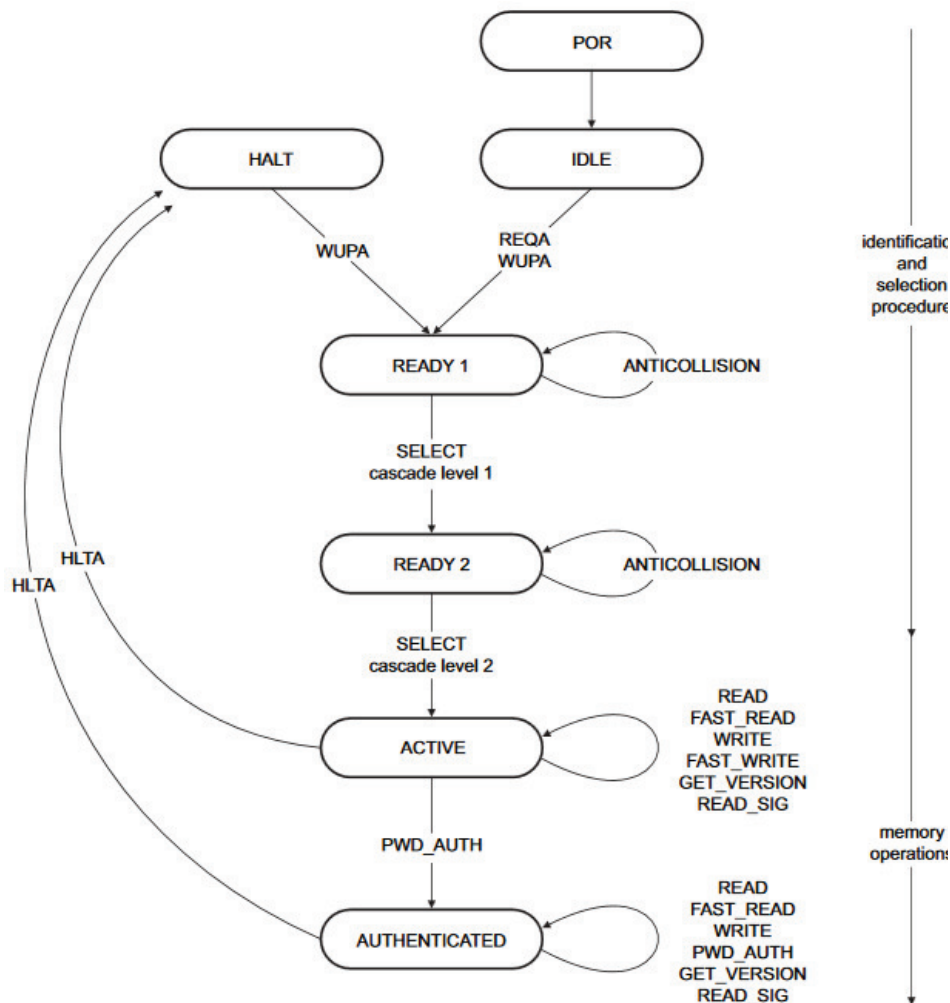 POR
HALT
IDLE
WUPA
REQA
WUPA
identificatio
and
selection
procedure
READY 1
ANTICOLLISION
SELECT
cascade level 1
HLTA
HLTA
READY 2
ANTICOLLISION
SELECT
cascade level 2
READ
FAST_READ
WRITE
FAST_WRITE
GET_VERSION
READ_SIG
ACTIVE
PWD_AUTH
memory
operations
READ
FAST_READ
WRITE
PWD_AUTH
GET_VERSION
READ_SIG
AUTHENTICATED